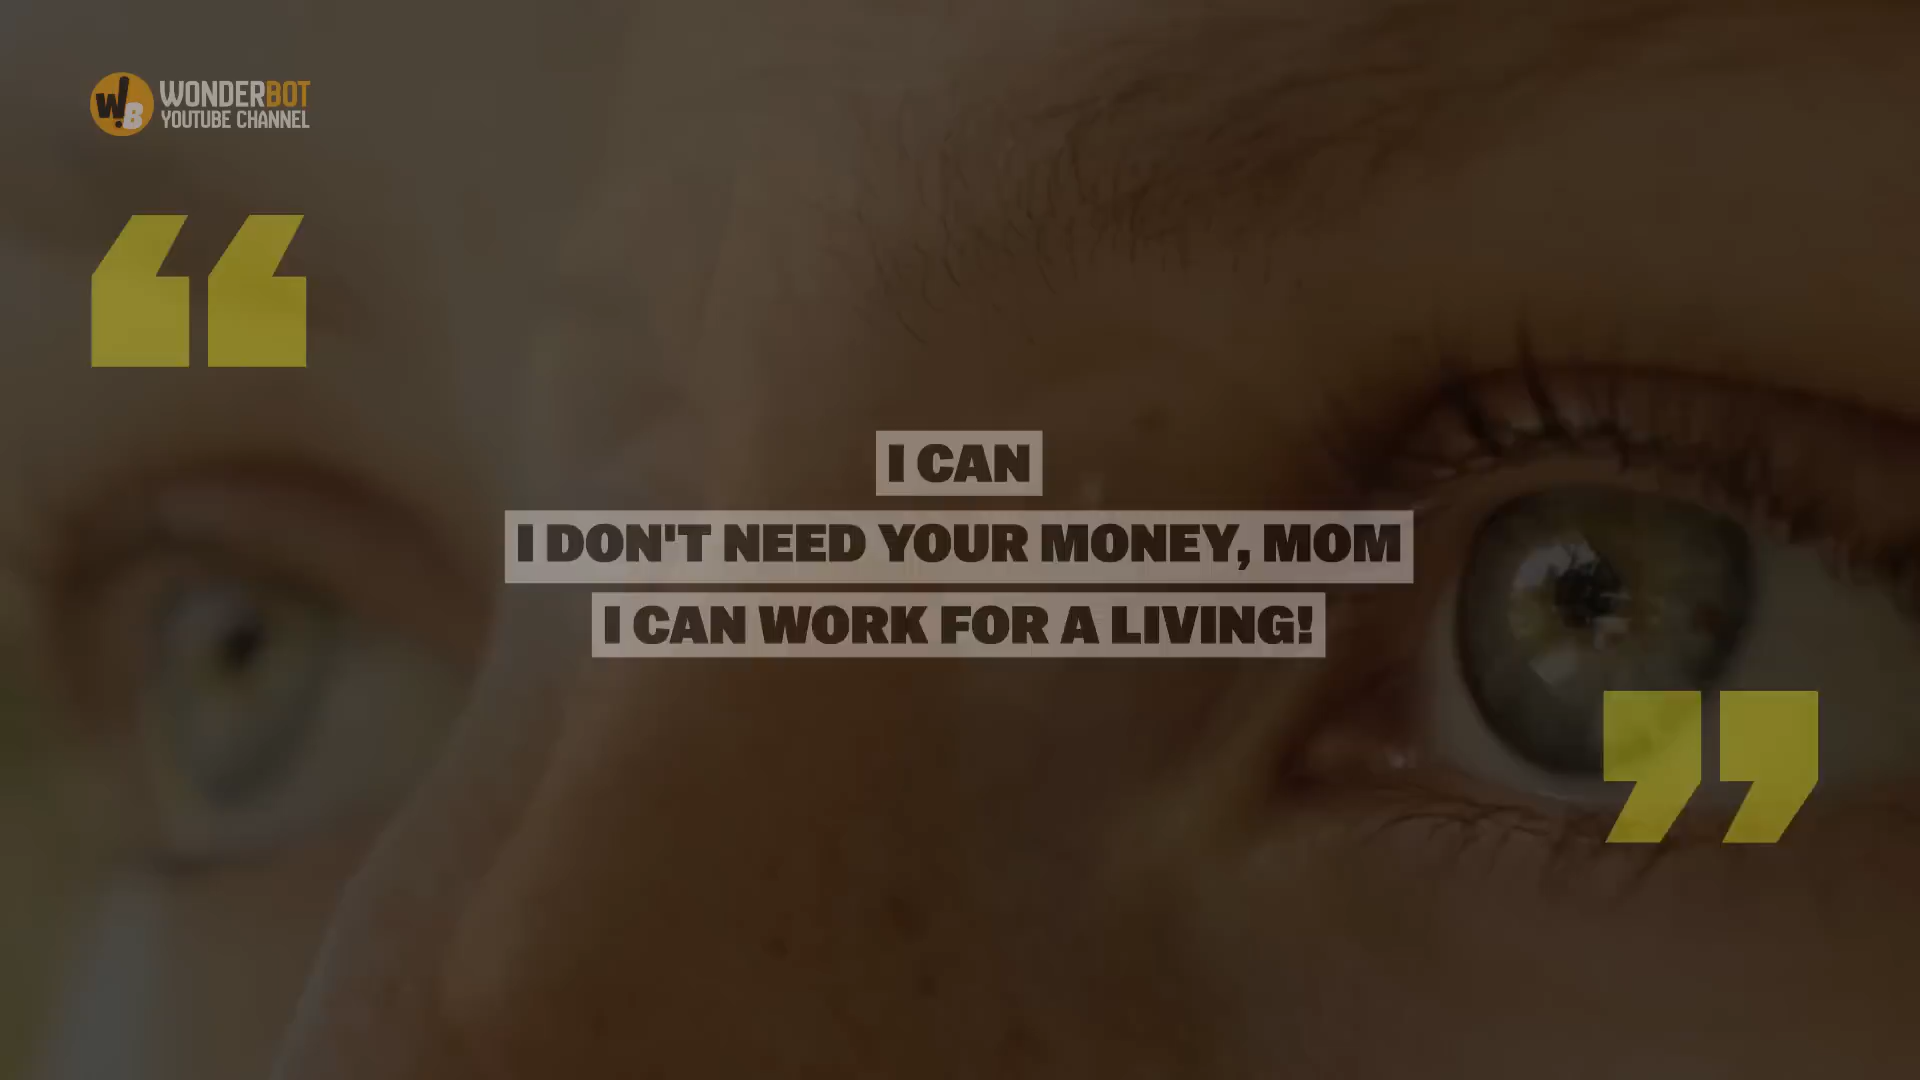 WONDERBOT
YOUTUBE CHANNEL
“
I CAN
I DON'T NEED YOUR MONEY, MOM
I CAN WORK FOR A LIVING!
”